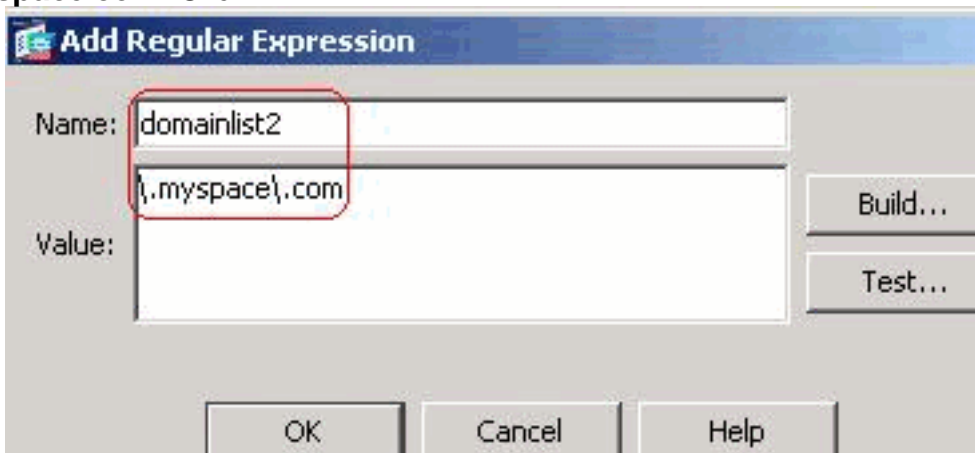 Add Regular Expression
Name: domainlist2
\.myspace\.com
Build...
Value:
Test...
OK Cancel Help